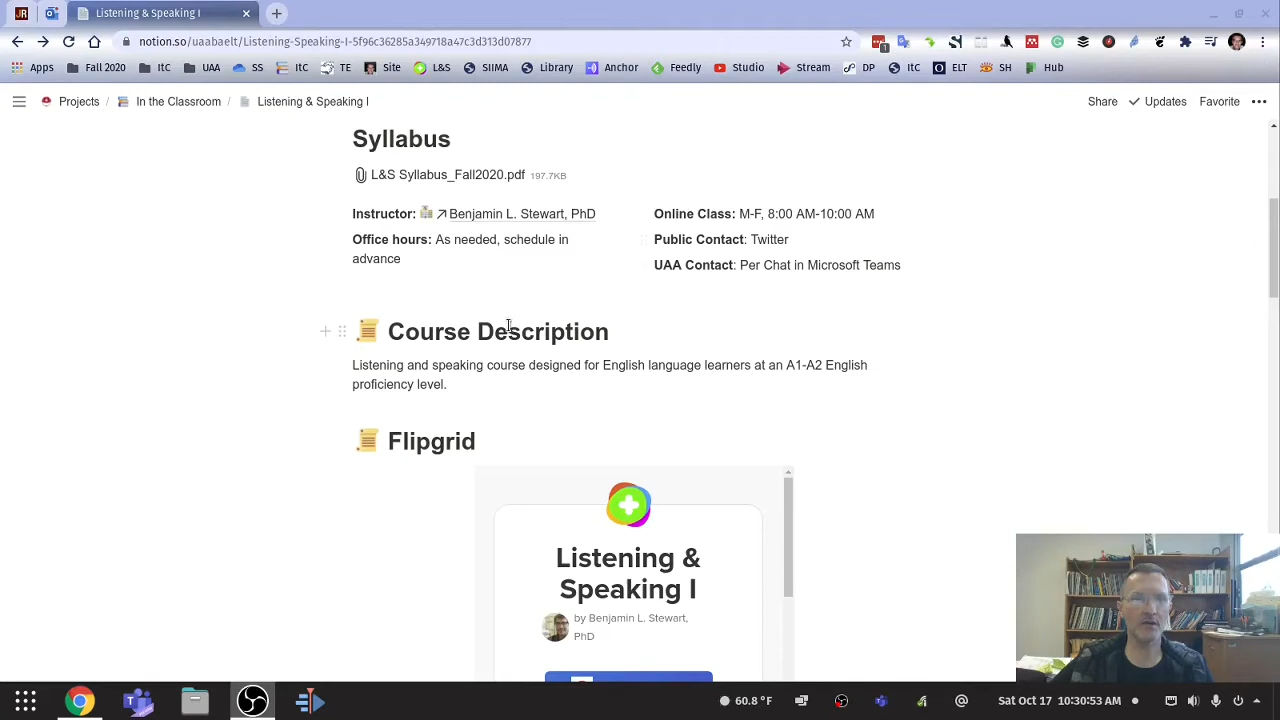 Listening & Speaking I
notion.so/uaabaelt/Listening-Speaking-I-5f96c36285a349718a47c3d313d07877
1
Apps Fall 2020 ItC UAA SS ItC TE Site L&S SIIMA Library Anchor Feedly Studio Stream DP ItC ELT SH Hub
Projects / In the Classroom / Listening & Speaking I
Share Updates Favorite
Syllabus
L&S Syllabus_Fall2020.pdf 197.7KB
Instructor: Benjamin L. Stewart, PhD
Office hours: As needed, schedule in
advance
Online Class: M-F, 8:00 AM-10:00 AM
Public Contact: Twitter
UAA Contact: Per Chat in Microsoft Teams
Course Description
Listening and speaking course designed for English language learners at an A1-A2 English
proficiency level.
Flipgrid
Listening &
Speaking I
by Benjamin L. Stewart,
PhD
60.8 °F
Sat Oct 17, 10:30:53 AM